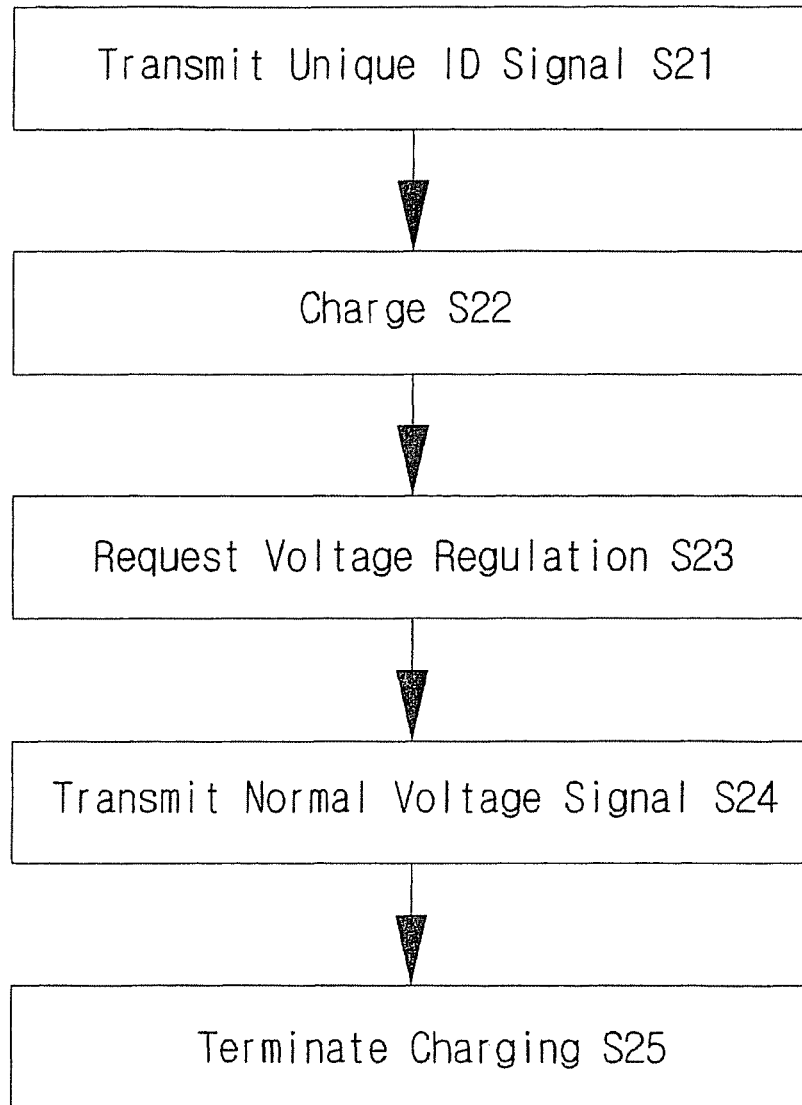 Transmit Unique ID Signal S21
Charge S22
Request Voltage Regulation S23
Transmit Normal Voltage Signal S24
Terminate Charging S25